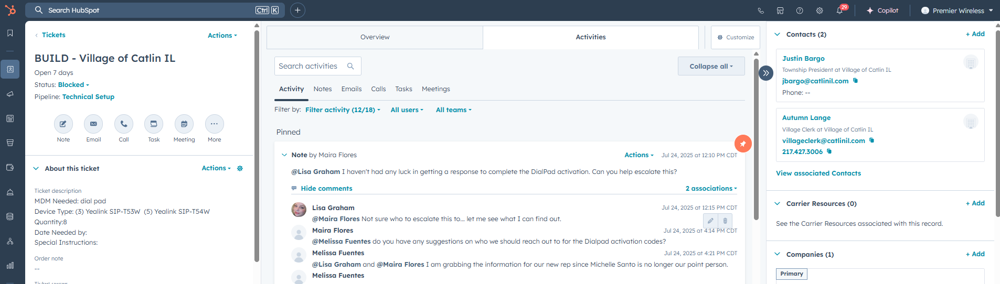 Search HubSpot
Ctrl K
29
Copilot
Premier Wireless
Tickets
Actions
BUILD - Village of Catlin IL
Open 7 days
Status: Blocked
Pipeline: Technical Setup
Note
Email
Call
Task
Meeting
More
About this ticket
Actions
Ticket description
MDM Needed: dial pad
Device Type: (3) Yealink SIP-T53W (5) Yealink SIP-T54W
Quantity:8
Date Needed by:
Special Instructions:
Order note
--
Ticket owner
Overview
Activities
Customize
Search activities
Collapse all
Activity
Notes
Emails
Calls
Tasks
Meetings
Filter by: Filter activity (12/18) All users All teams
Pinned
Note by Maira Flores
Actions
Jul 24, 2025 at 12:10 PM CDT
@Lisa Graham I haven't had any luck in getting a response to complete the DialPad activation. Can you help escalate this?
Hide comments
2 associations
Lisa Graham
Jul 24, 2025 at 12:15 PM CDT
@Maira Flores Not sure who to escalate this to... let me see what I can find out.
Maira Flores
Jul 24, 2025 at 4:14 PM CDT
@Melissa Fuentes do you have any suggestions on who we should reach out to for the Dialpad activation codes?
Melissa Fuentes
Jul 24, 2025 at 4:21 PM CDT
@Lisa Graham and @Maira Flores I am grabbing the information for our new rep since Michelle Santo is no longer our point person.
Melissa Fuentes
Contacts (2)
+ Add
Justin Bargo
Township President at Village of Catlin IL
jbargo@catlinil.com
Phone: --
Autumn Lange
Village Clerk at Village of Catlin IL
villageclerk@catlinil.com
217.427.3006
View associated Contacts
Carrier Resources (0)
+ Add
See the Carrier Resources associated with this record.
Companies (1)
+ Add
Primary